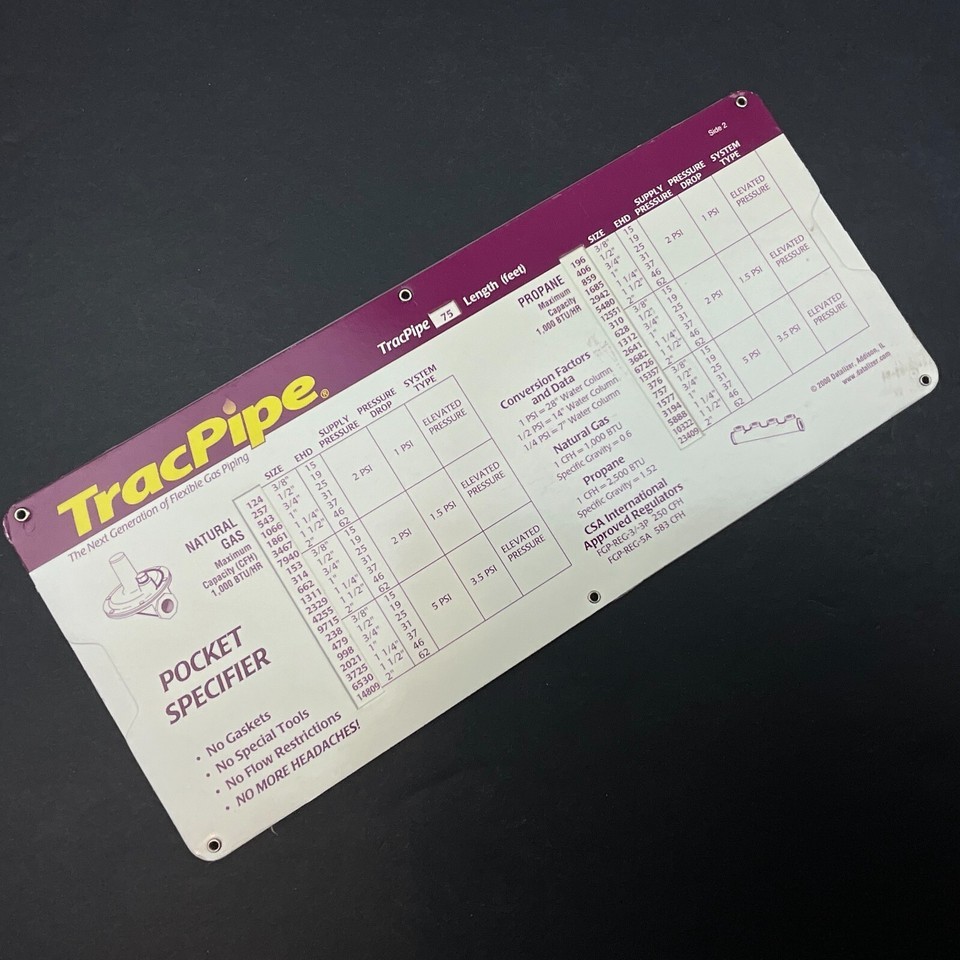 Side 2
TracPipe 75 Length (feet)
TracPipe®
The Next Generation of Flexible Gas Piping
NATURAL
GAS
Maximum
Capacity (CFH)
1,000 BTU/HR
SIZE EHD SUPPLY PRESSURE PRESSURE DROP SYSTEM TYPE
124 3/8" 15
257 1/2" 19
543 3/4" 25
1066 1" 31
1861 1 1/4" 37
3467 1 1/2" 46
7940 2" 62
2 PSI 1 PSI ELEVATED PRESSURE
153 3/8" 15
314 1/2" 19
662 3/4" 25
1311 1" 31
2329 1 1/4" 37
4255 1 1/2" 46
9715 2" 62
2 PSI 1.5 PSI ELEVATED PRESSURE
238 3/8" 15
479 1/2" 19
998 3/4" 25
2021 1" 31
3725 1 1/4" 37
6530 1 1/2" 46
14809 2" 62
5 PSI 3.5 PSI ELEVATED PRESSURE
POCKET
SPECIFIER
• No Gaskets
• No Special Tools
• No Flow Restrictions
• NO MORE HEADACHES!
PROPANE
Maximum
Capacity
1,000 BTU/HR
SIZE EHD SUPPLY PRESSURE PRESSURE DROP SYSTEM TYPE
196 3/8" 15
406 1/2" 19
859 3/4" 25
1685 1" 31
2942 1 1/4" 37
5480 1 1/2" 46
12551 2" 62
2 PSI 1 PSI ELEVATED PRESSURE
310 3/8" 15
628 1/2" 19
1312 3/4" 25
2641 1" 31
3682 1 1/4" 37
6726 1 1/2" 46
15357 2" 62
2 PSI 1.5 PSI ELEVATED PRESSURE
376 3/8" 15
757 1/2" 19
1577 3/4" 25
3194 1" 31
5888 1 1/4" 37
10322 1 1/2" 46
23409 2" 62
5 PSI 3.5 PSI ELEVATED PRESSURE
Conversion Factors
and Data
1 PSI = 28" Water Column
1/2 PSI = 14" Water Column
1/4 PSI = 7" Water Column
Natural Gas
1 CFH = 1,000 BTU
Specific Gravity = 0.6
Propane
1 CFH = 2,500 BTU
Specific Gravity = 1.52
CSA International
Approved Regulators
FGP-REG-3/-3P 250 CFH
FGP-REG-5A 583 CFH
© 2000 Datalizer, Addison, IL
www.datalizer.com